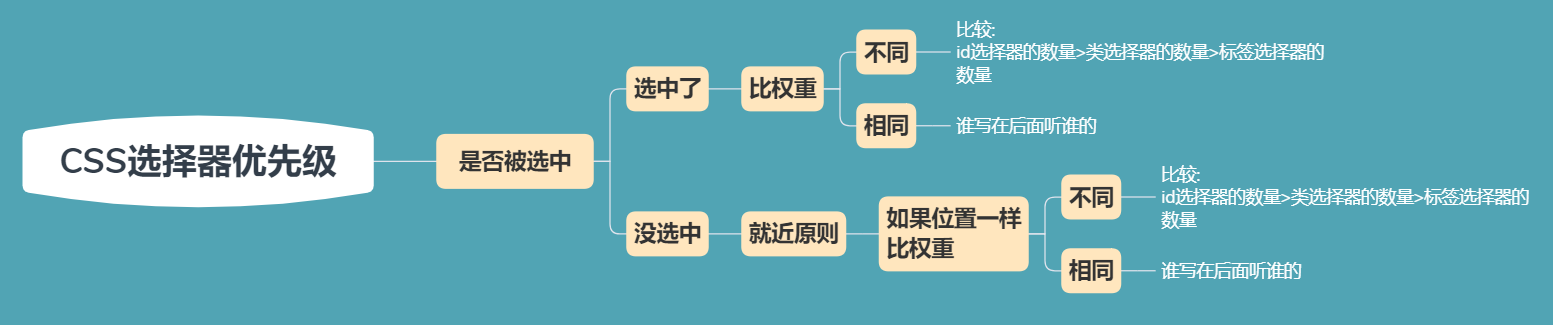 CSS选择器优先级
是否被选中
选中了
比权重
不同
比较:
id选择器的数量>类选择器的数量>标签选择器的
数量
相同
谁写在后面听谁的
没选中
就近原则
如果位置一样
比权重
不同
比较:
id选择器的数量>类选择器的数量>标签选择器的
数量
相同
谁写在后面听谁的